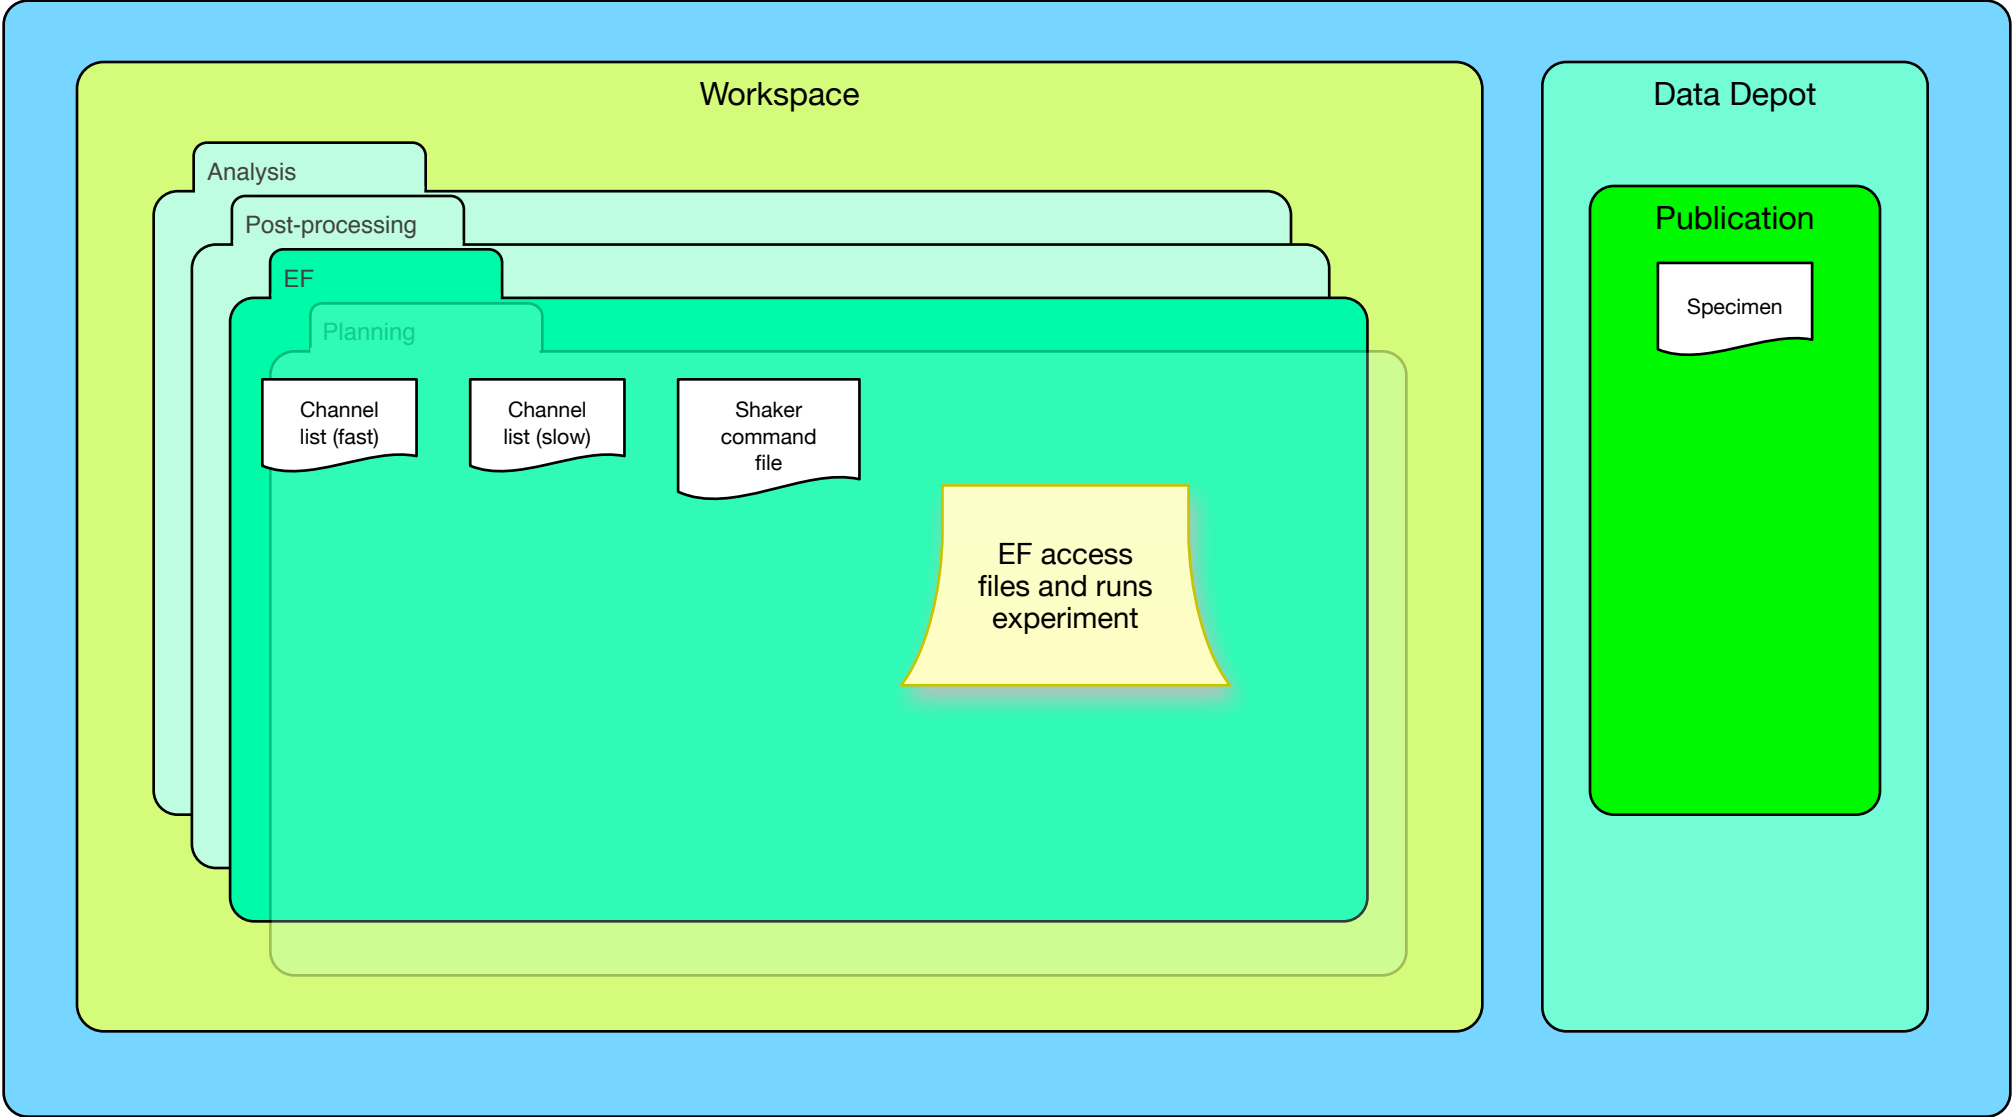 Workspace
Data Depot
Analysis
Post-processing
EF
Planning
Publication
Specimen
Channel
list (fast)
Channel
list (slow)
Shaker
command
file
EF access
files and runs
experiment